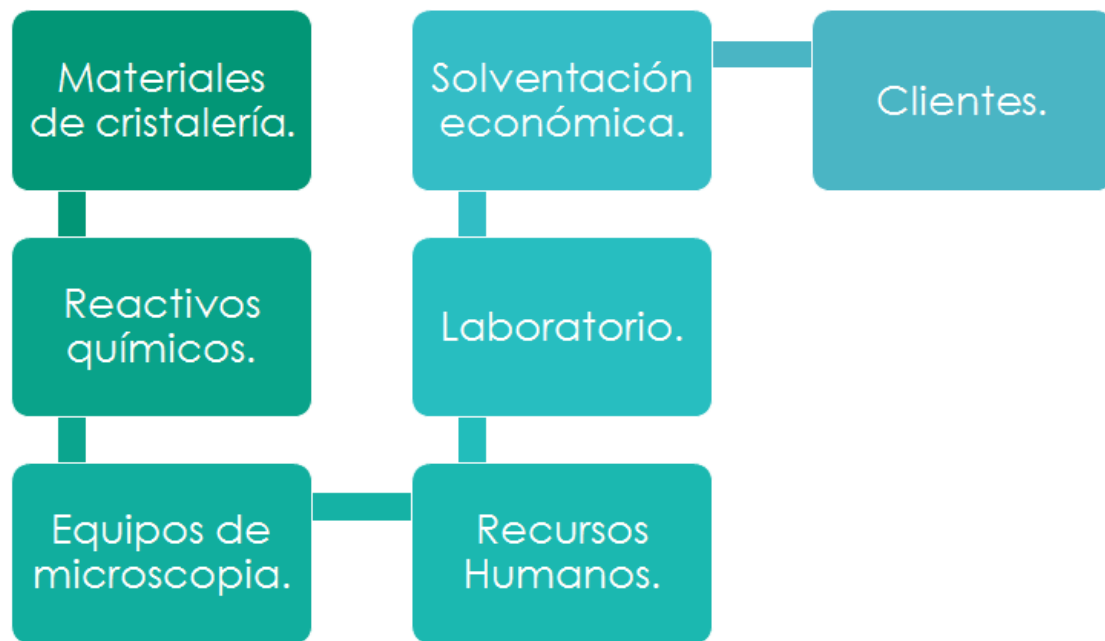 Materiales
de cristalería.
Reactivos
químicos.
Equipos de
microscopia.
Recursos
Humanos.
Laboratorio.
Solventación
económica.
Clientes.